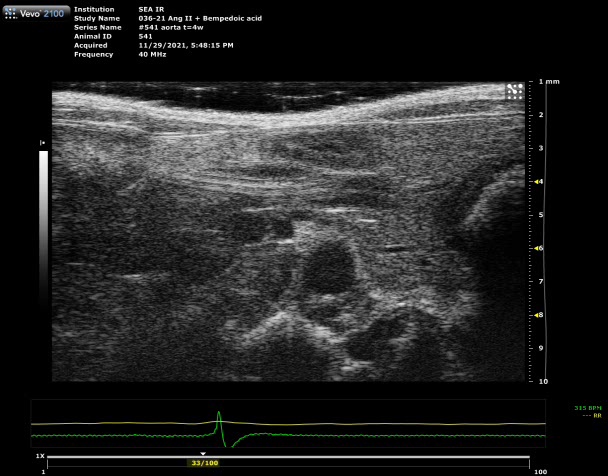 Vevo 2100
Institution SEA IR
Study Name 036-21 Ang II + Bempedoic acid
Series Name #541 aorta t=4w
Animal ID 541
Acquired 11/29/2021, 5:48:15 PM
Frequency 40 MHz
1 mm
2
3
4
5
6
7
8
9
10
315 BPM
--- RR
1X
33/100
1 100